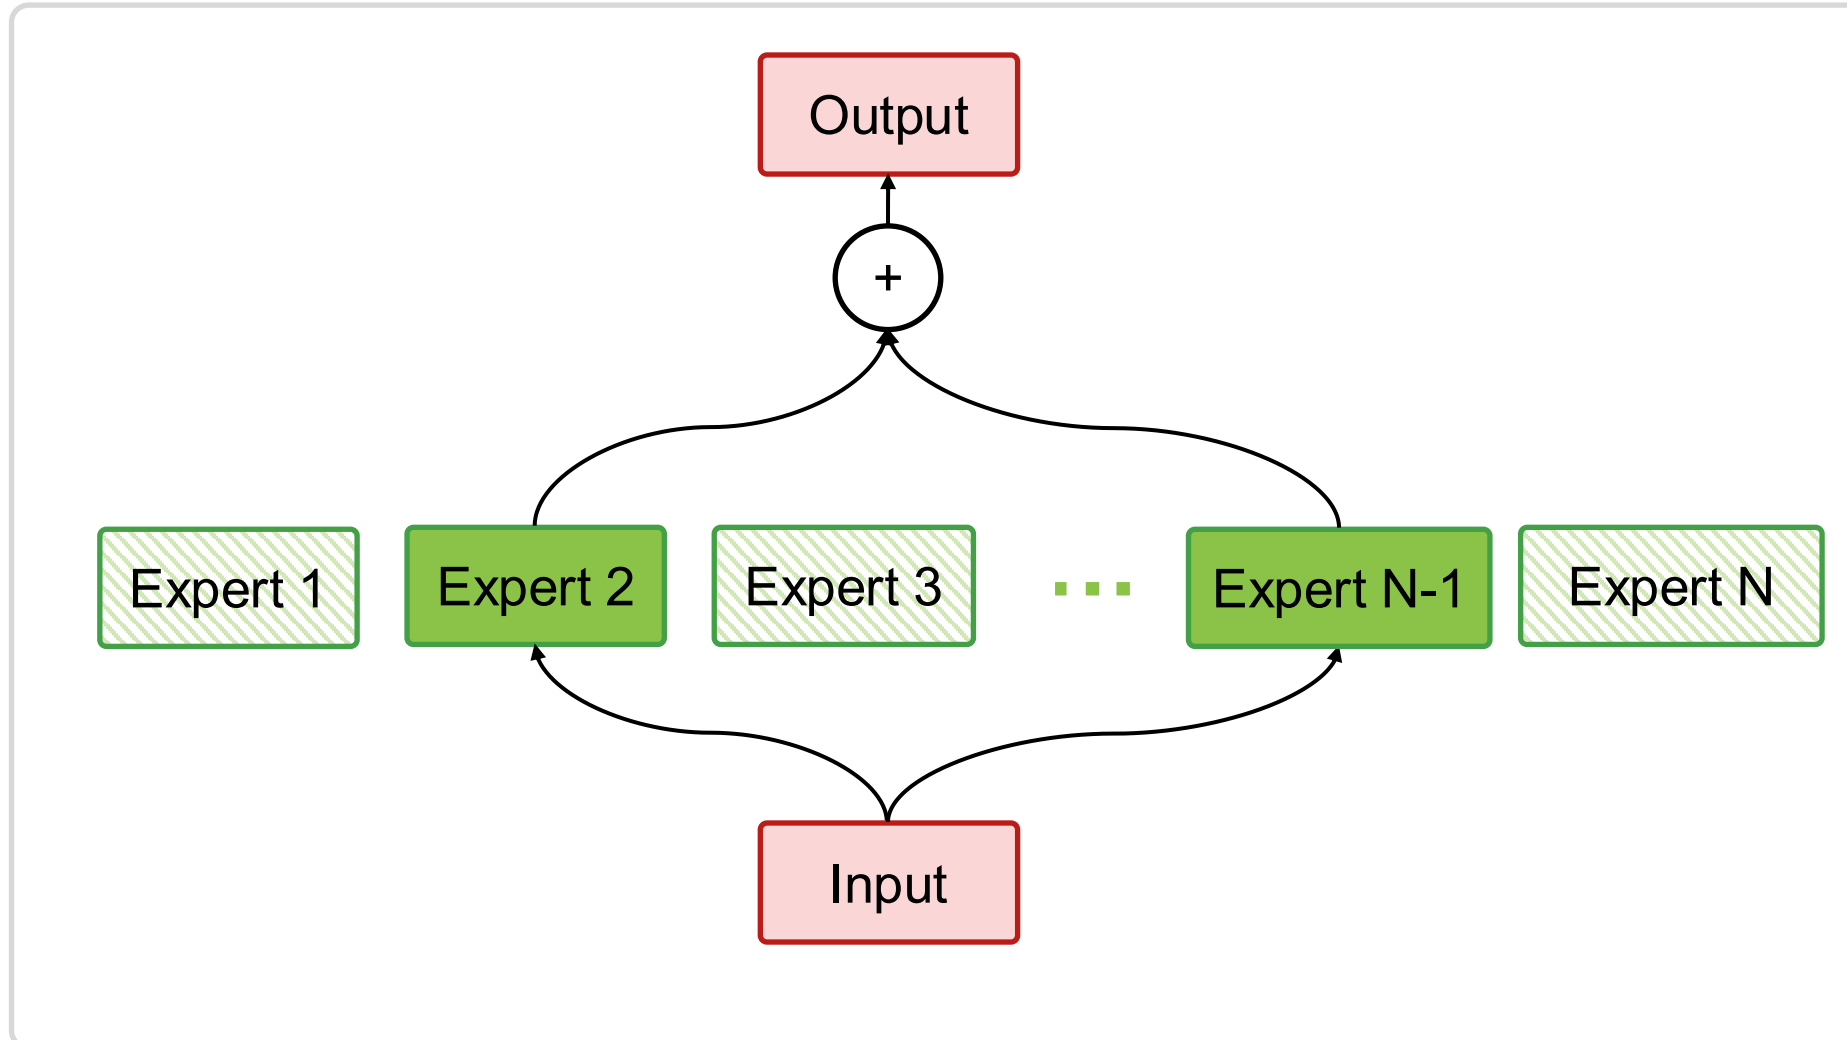 Output
+
Expert 1
Expert 2
Expert 3
...
Expert N-1
Expert N
Input